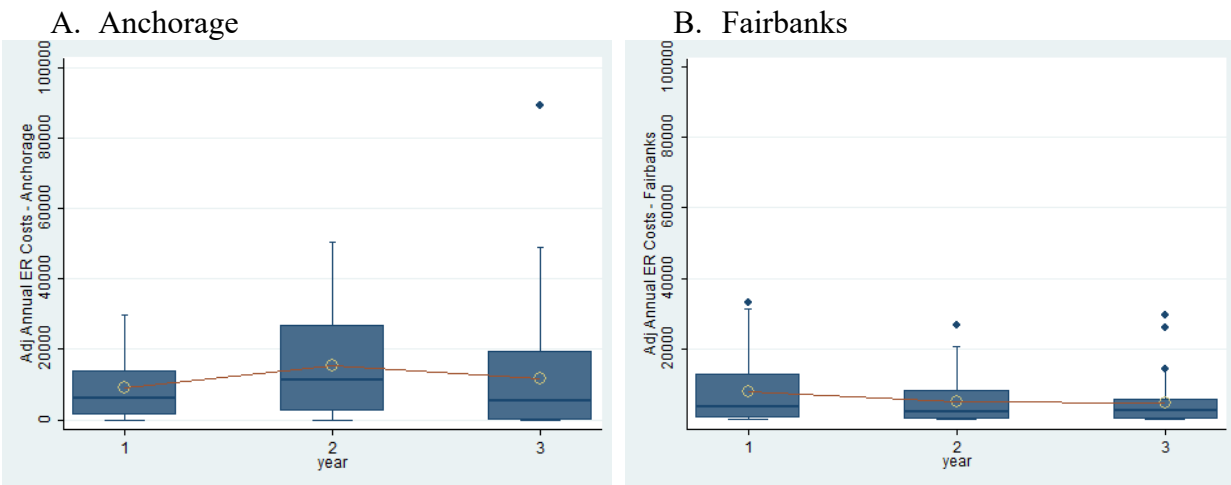 A. Anchorage
Adj Annual ER Costs - Anchorage
100000
80000
60000
40000
20000
0
1
2
3
year
B. Fairbanks
Adj Annual ER Costs - Fairbanks
100000
80000
60000
40000
20000
1
2
3
year